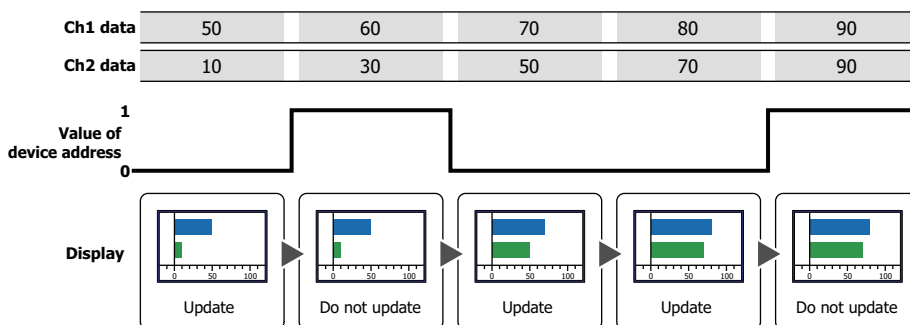 Ch1 data 50 60 70 80 90
Ch2 data 10 30 50 70 90
1
Value of
device address
0
Display
0 50 100 0 50 100 0 50 100 0 50 100 0 50 100
Update Do not update Update Update Do not update